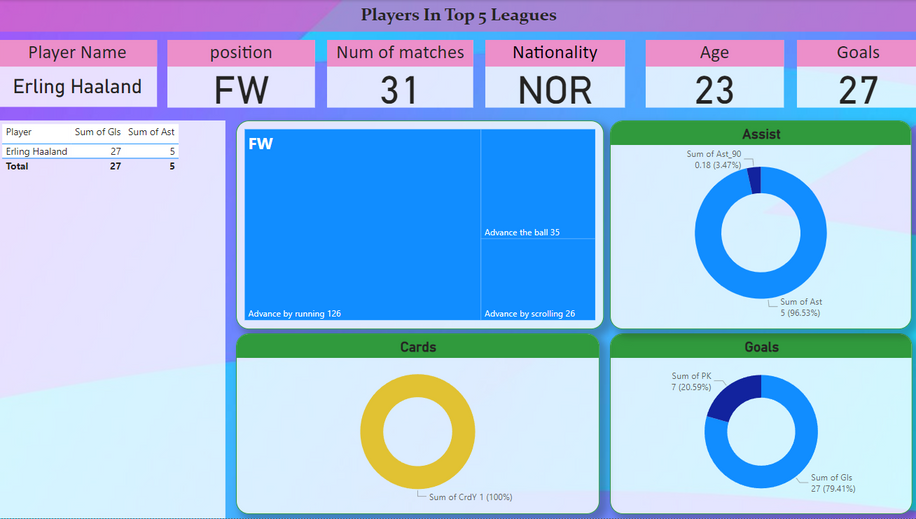 Players In Top 5 Leagues
Player Name
Erling Haaland
position
FW
Num of matches
31
Nationality
NOR
Age
23
Goals
27
Player Sum of Gls Sum of Ast
Erling Haaland 27 5
Total 27 5
FW
Advance by running 126
Advance the ball 35
Advance by scrolling 26
Assist
Sum of Ast_90
0.18 (3.47%)
Sum of Ast
5 (96.53%)
Cards
Sum of CrdY 1 (100%)
Goals
Sum of PK
7 (20.59%)
Sum of Gls
27 (79.41%)